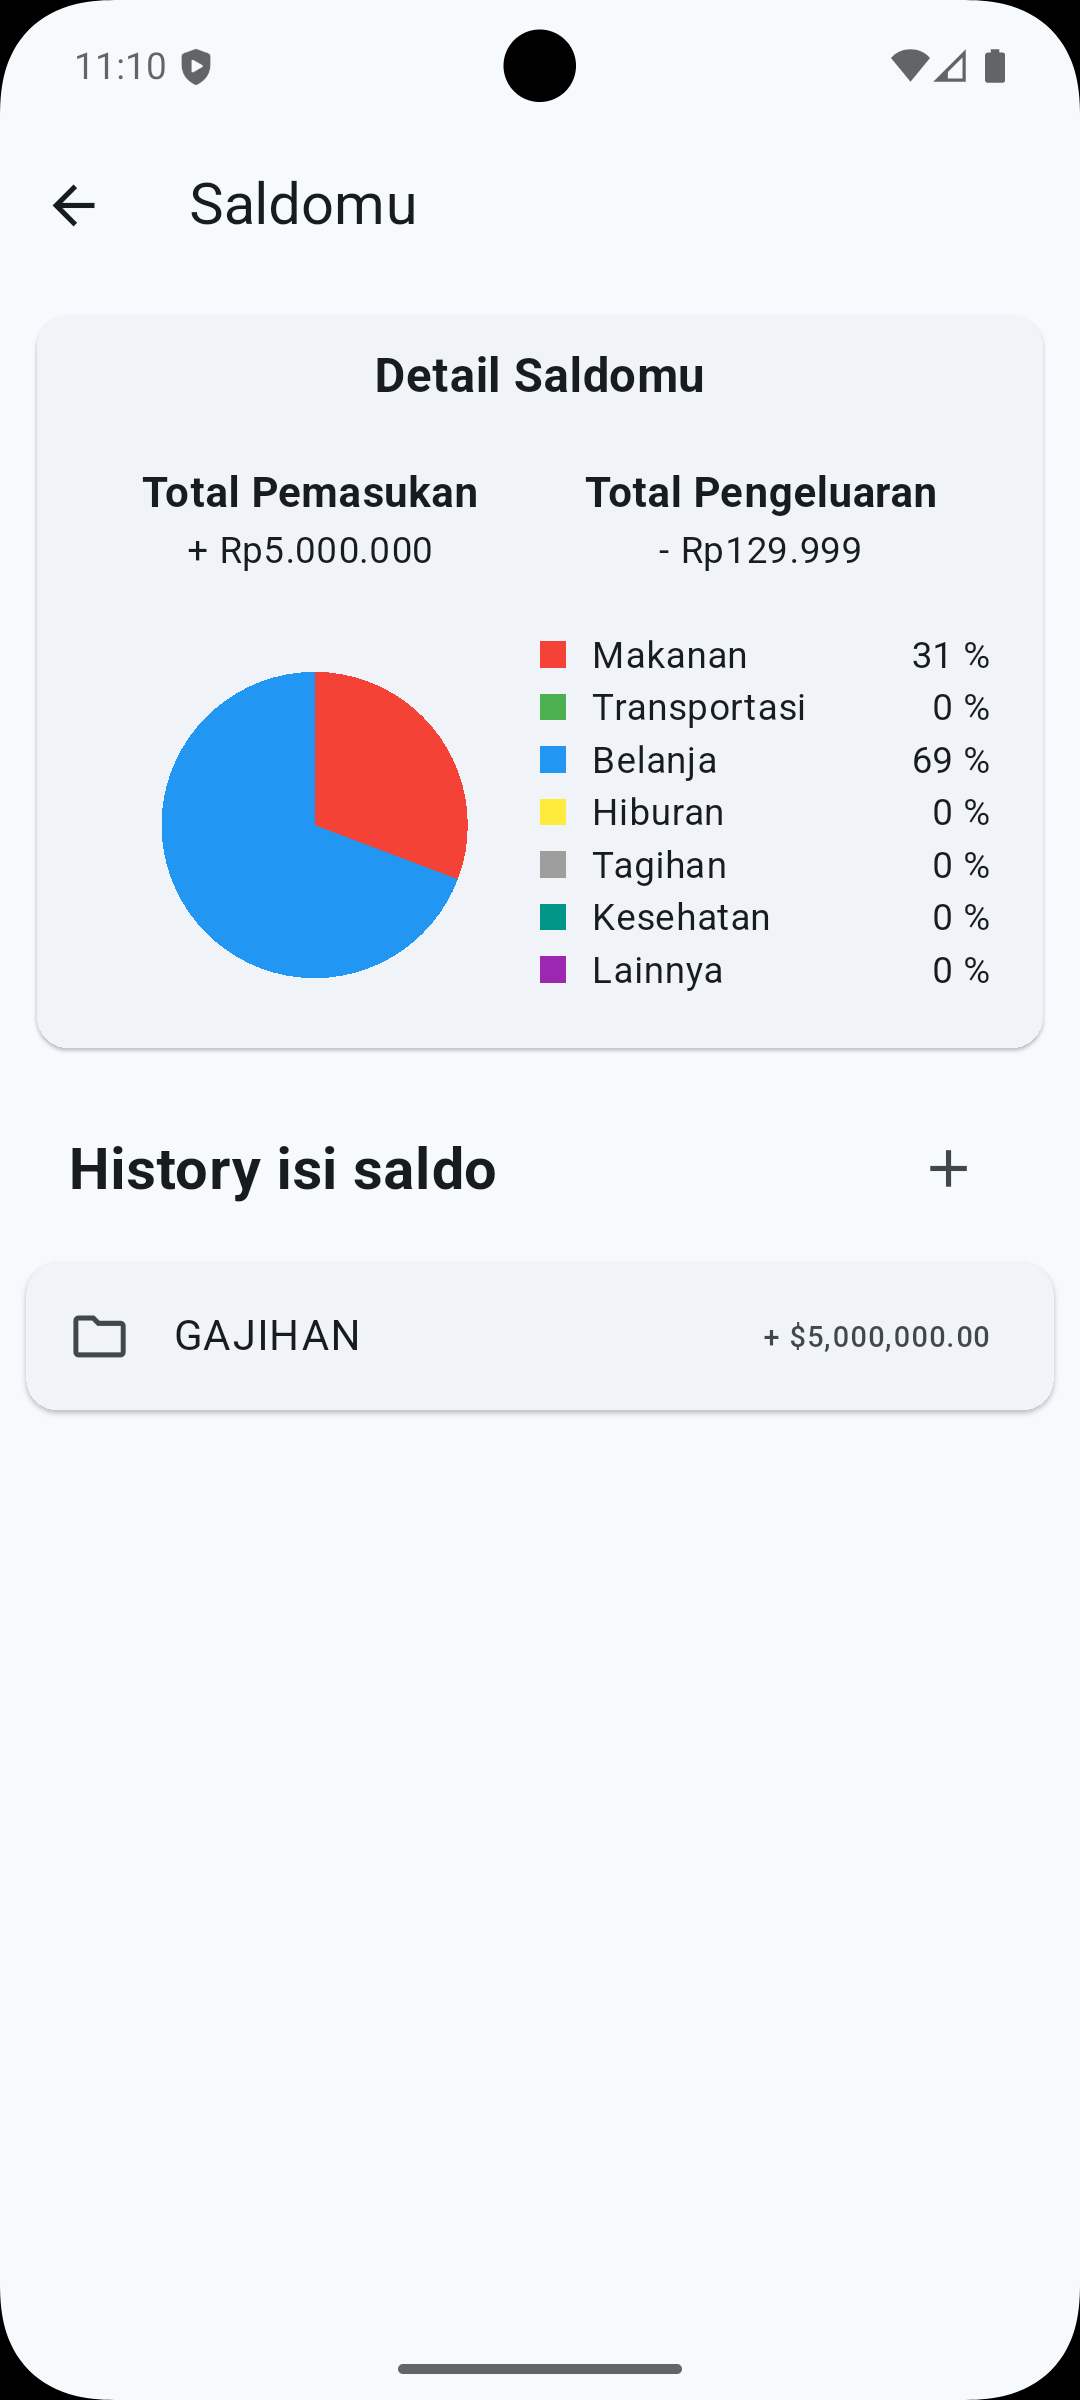 11:10
Saldomu
Detail Saldomu
Total Pemasukan Total Pengeluaran
+ Rp5.000.000 - Rp129.999
Makanan 31 %
Transportasi 0 %
Belanja 69 %
Hiburan 0 %
Tagihan 0 %
Kesehatan 0 %
Lainnya 0 %
History isi saldo +
GAJIHAN + $5,000,000.00